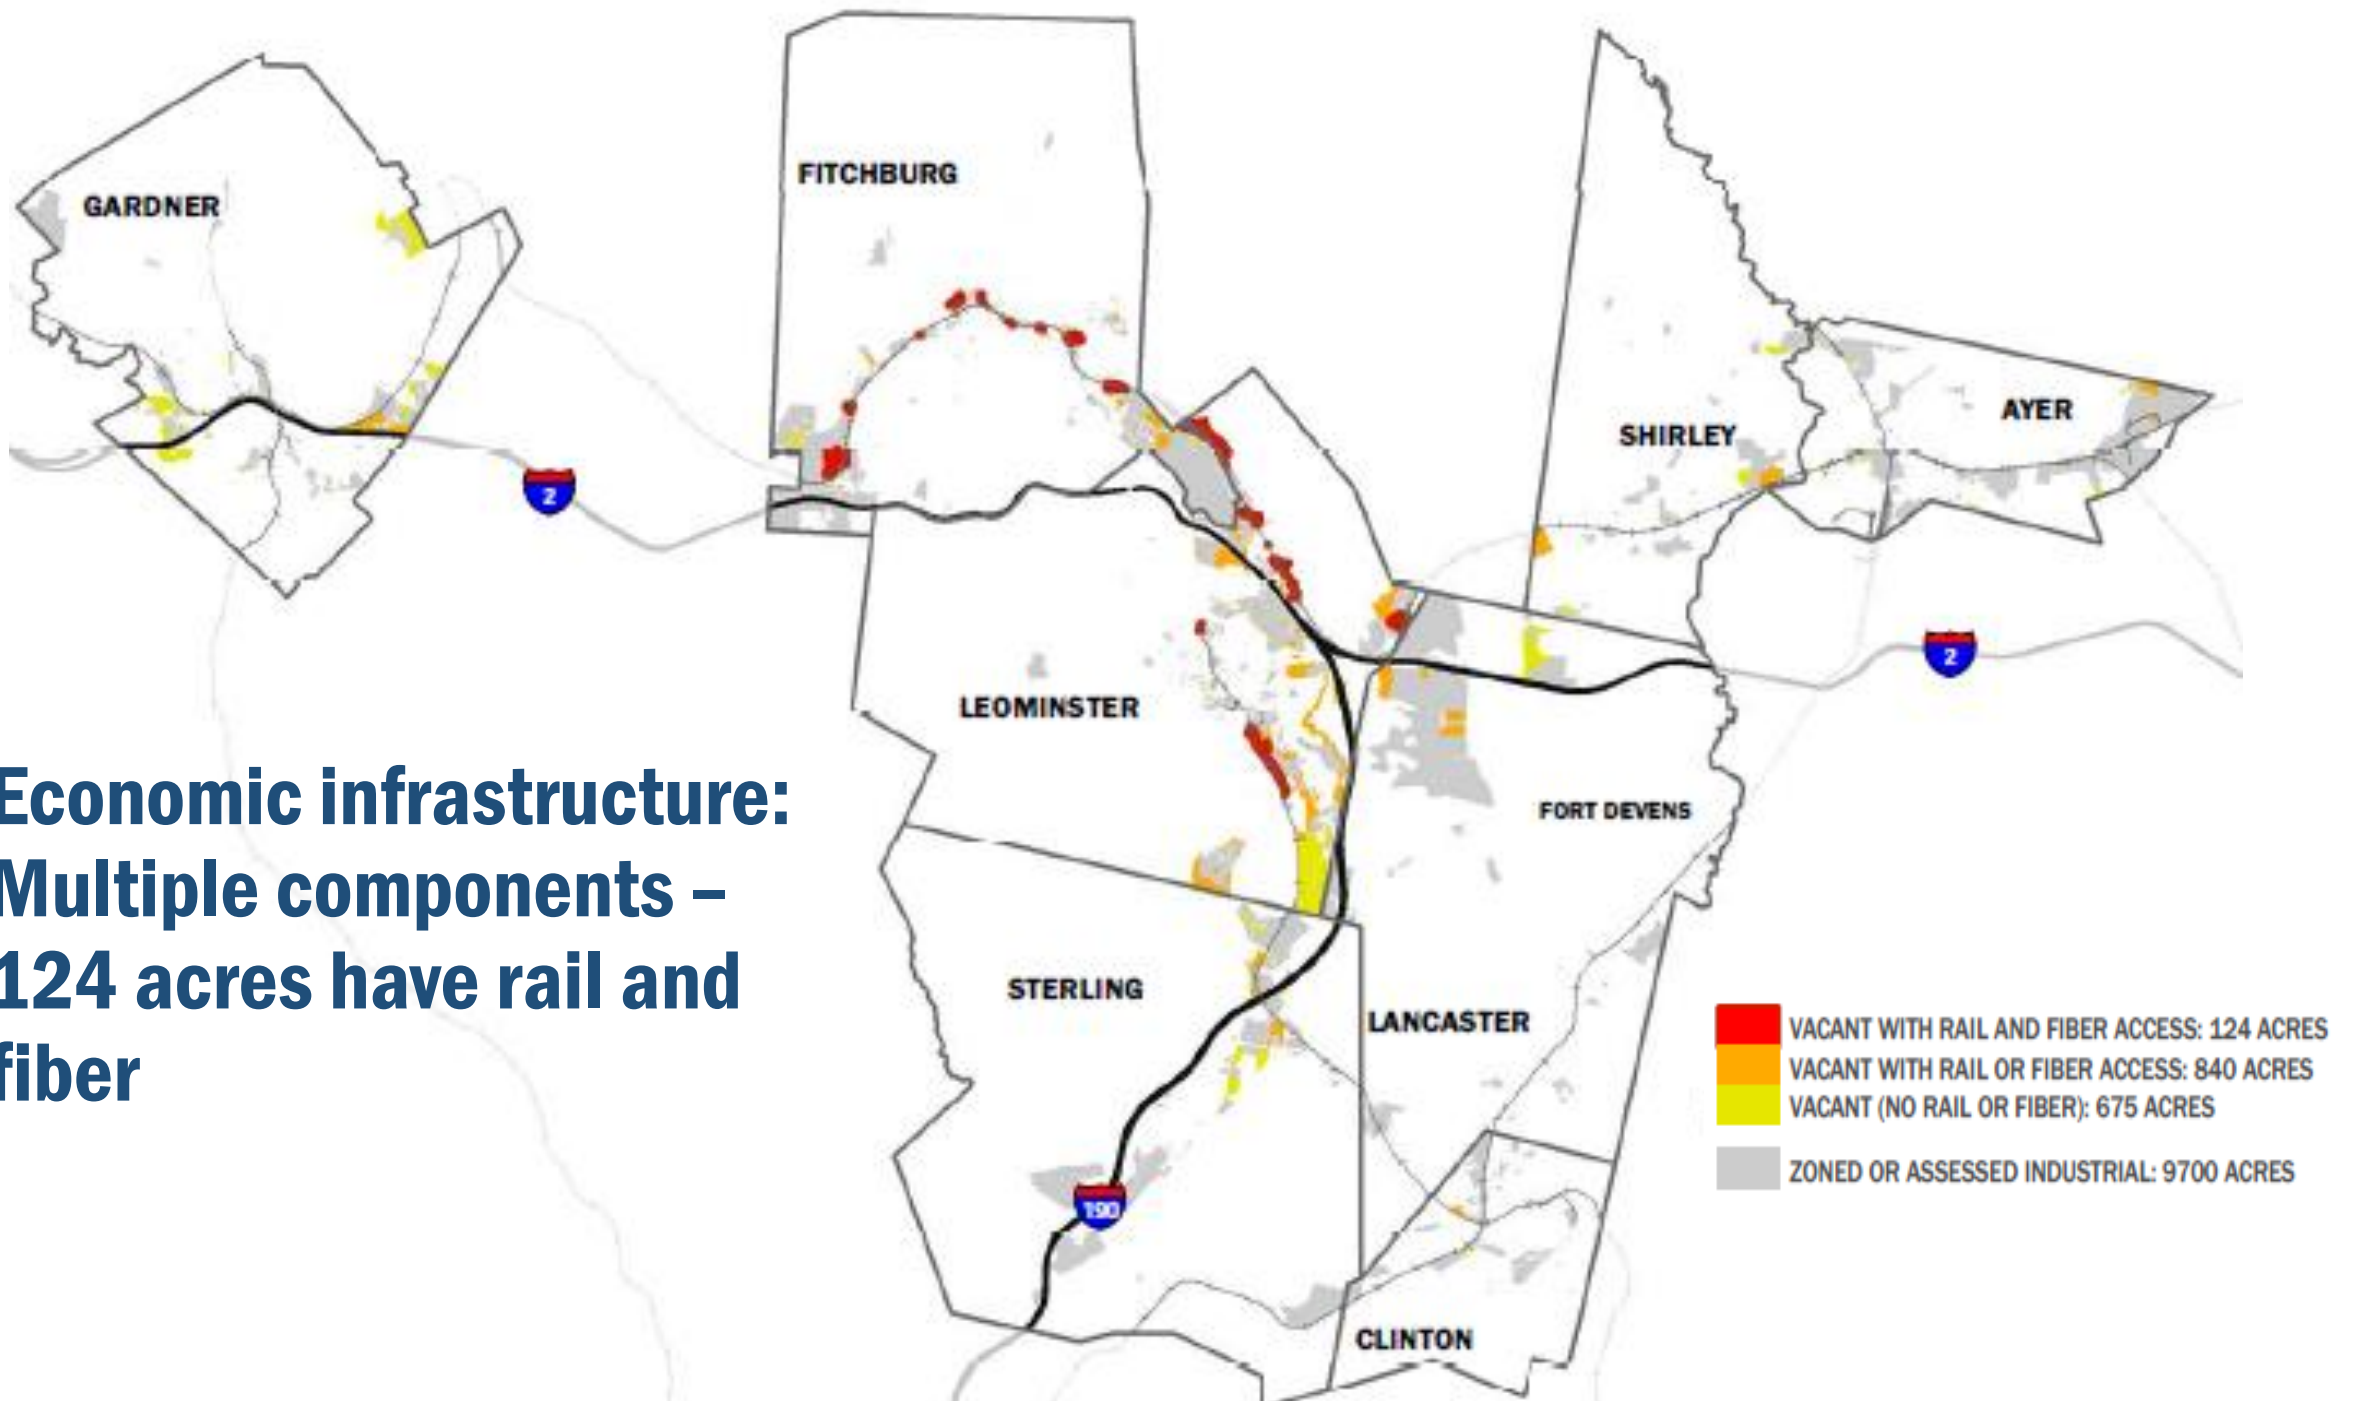 FITCHBURG
GARDNER
AYER
SHIRLEY
2
2
LEOMINSTER
Economic infrastructure:
Multiple components –
124 acres have rail and
fiber
FORT DEVENS
STERLING
LANCASTER
VACANT WITH RAIL AND FIBER ACCESS: 124 ACRES
VACANT WITH RAIL OR FIBER ACCESS: 840 ACRES
VACANT (NO RAIL OR FIBER): 675 ACRES
ZONED OR ASSESSED INDUSTRIAL: 9700 ACRES
190
CLINTON